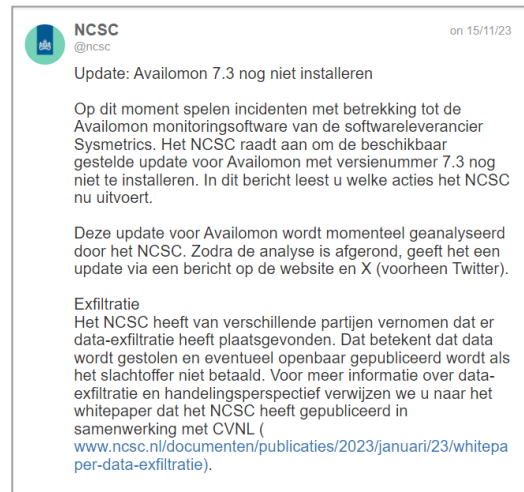 NCSC
on 15/11/23
@ncsc
Update: Availomon 7.3 nog niet installeren
Op dit moment spelen incidenten met betrekking tot de
Availomon monitoringsoftware van de softwareleverancier
Sysmetrics. Het NCSC raadt aan om de beschikbaar
gestelde update voor Availomon met versienummer 7.3 nog
niet te installeren. In dit bericht leest u welke acties het NCSC
nu uitvoert.
Deze update voor Availomon wordt momenteel geanalyseerd
door het NCSC. Zodra de analyse is afgerond, geeft het een
update via een bericht op de website en X (voorheen Twitter).
Exfiltratie
Het NCSC heeft van verschillende partijen vernomen dat er
data-exfiltratie heeft plaatsgevonden. Dat betekent dat data
wordt gestolen en eventueel openbaar gepubliceerd wordt als
het slachtoffer niet betaald. Voor meer informatie over data-
exfiltratie en handelingsperspectief verwijzen we u naar het
whitepaper dat het NCSC heeft gepubliceerd in
samenwerking met CVNL (
www.ncsc.nl/documenten/publicaties/2023/januari/23/whitepa
per-data-exfiltratie).